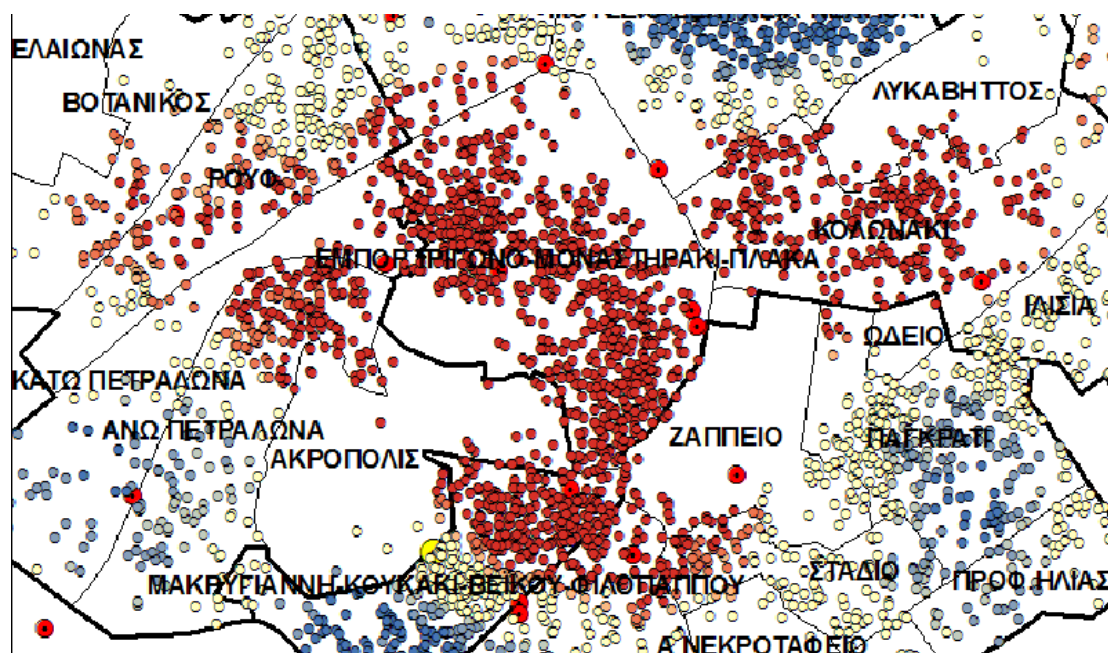 ΕΛΑΙΩΝΑΣ
ΒΟΤΑΝΙΚΟΣ
ΛΥΚΑΒΗΤΤΟΣ
ΡΟΥΦ
ΚΟΛΩΝΑΚΙ
ΕΜΠΟΡ.ΤΡΙΓΩΝΟ-ΜΟΝΑΣΤΗΡΑΚΙ-ΠΛΑΚΑ
ΙΛΙΣΙΑ
ΩΔΕΙΟ
ΚΑΤΩ ΠΕΤΡΑΛΩΝΑ
ΑΝΩ ΠΕΤΡΑΛΩΝΑ
ΖΑΠΠΕΙΟ
ΠΑΓΚΡΑΤΙ
ΑΚΡΟΠΟΛΙΣ
ΣΤΑΔΙΟ
ΠΡΟΦ.ΗΛΙΑΣ
ΜΑΚΡΥΓΙΑΝΝΗ-ΚΟΥΚΑΚΙ-ΒΕΙΚΟΥ-ΦΙΛΟΠΑΠΠΟΥ
Α ΝΕΚΡΟΤΑΦΕΙΟ